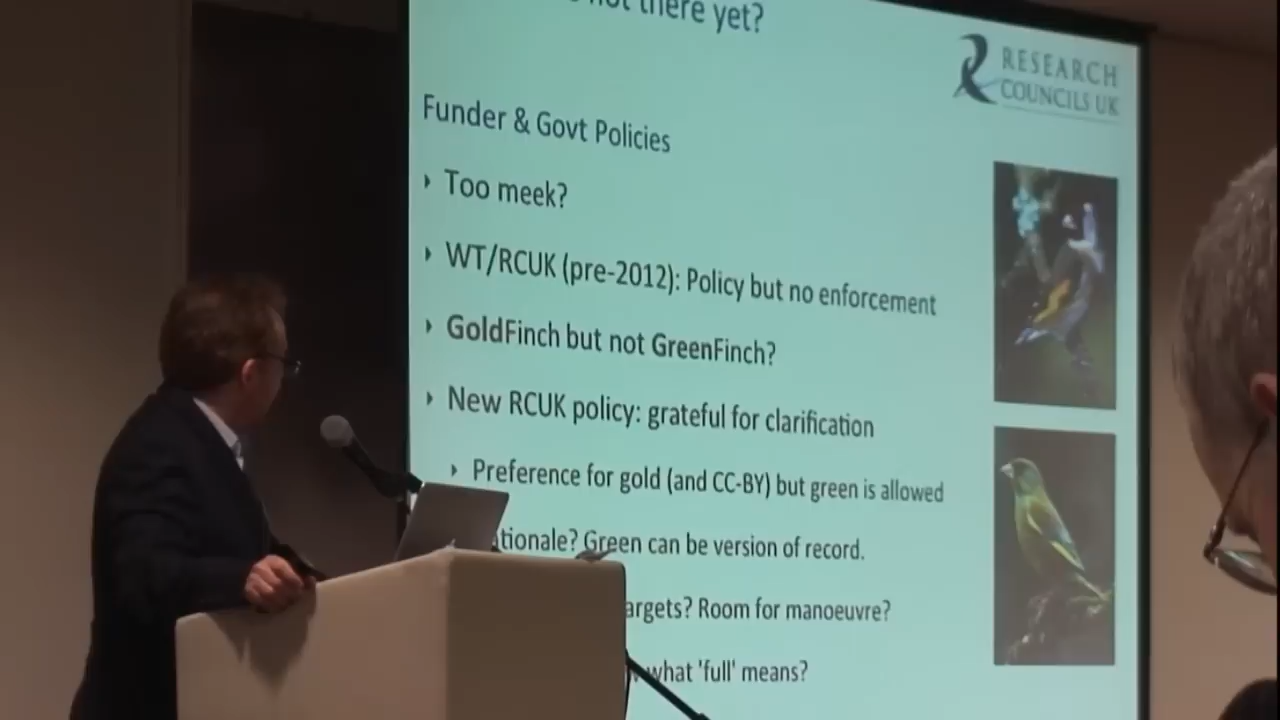 not there yet?
RESEARCH
COUNCILS UK
Funder & Govt Policies
Too meek?
WT/RCUK (pre-2012): Policy but no enforcement
GoldFinch but not GreenFinch?
New RCUK policy: grateful for clarification
Preference for gold (and CC-BY) but green is allowed
tionale? Green can be version of record.
argets? Room for manoeuvre?
what 'full' means?